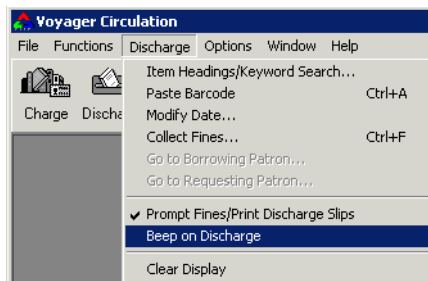 Voyager Circulation
File Functions Discharge Options Window Help
Charge Discha
Item Headings/Keyword Search...
Paste Barcode Ctrl+A
Modify Date...
Collect Fines... Ctrl+F
Go to Borrowing Patron...
Go to Requesting Patron...
Prompt Fines/Print Discharge Slips
Beep on Discharge
Clear Display